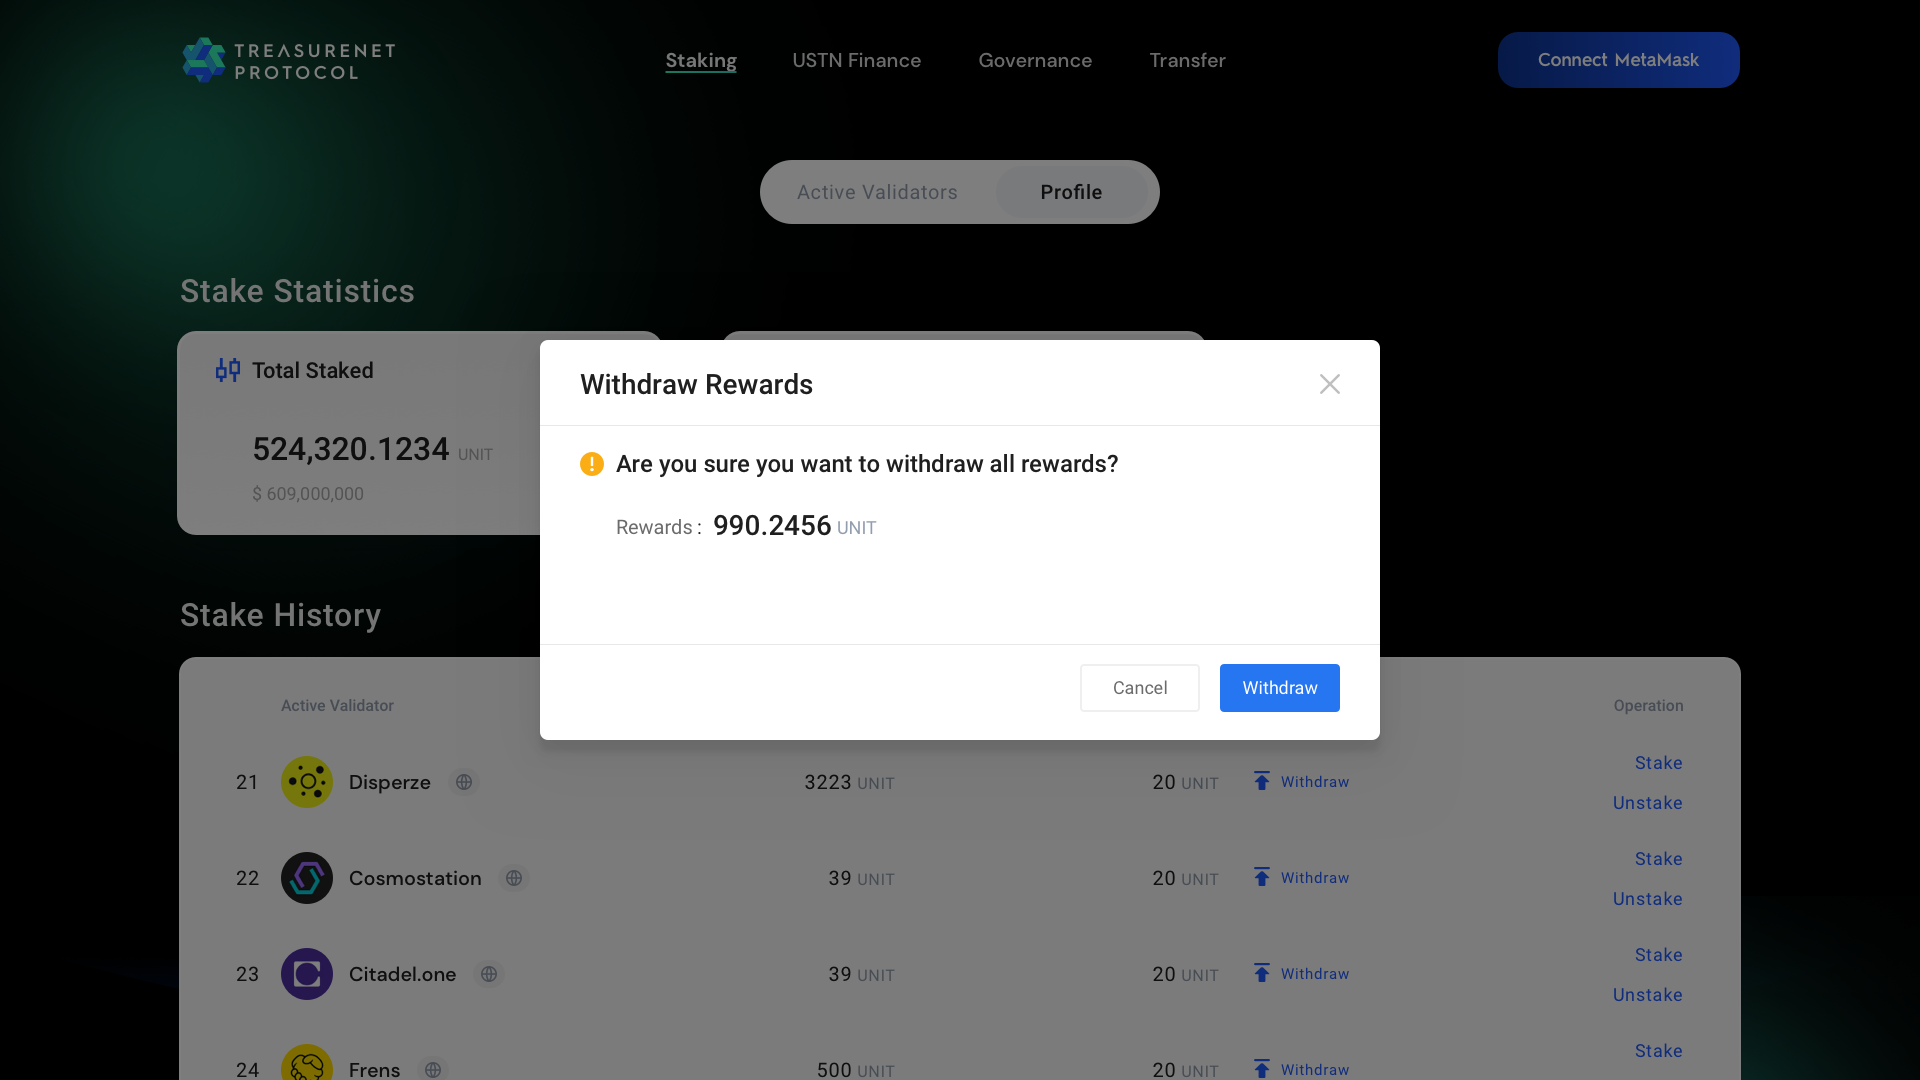 TREASURENET
PROTOCOL
Staking USTN Finance Governance Transfer Connect MetaMask
Active Validators Profile
Stake Statistics
Total Staked
524,320.1234 UNIT
$ 609,000,000
Withdraw Rewards
Are you sure you want to withdraw all rewards?
Rewards : 990.2456 UNIT
Cancel Withdraw
Stake History
Active Validator Operation
21 Disperze 3223 UNIT 20 UNIT Withdraw Stake
Unstake
22 Cosmostation 39 UNIT 20 UNIT Withdraw Stake
Unstake
23 Citadel.one 39 UNIT 20 UNIT Withdraw Stake
Unstake
24 Frens 500 UNIT 20 UNIT Withdraw Stake